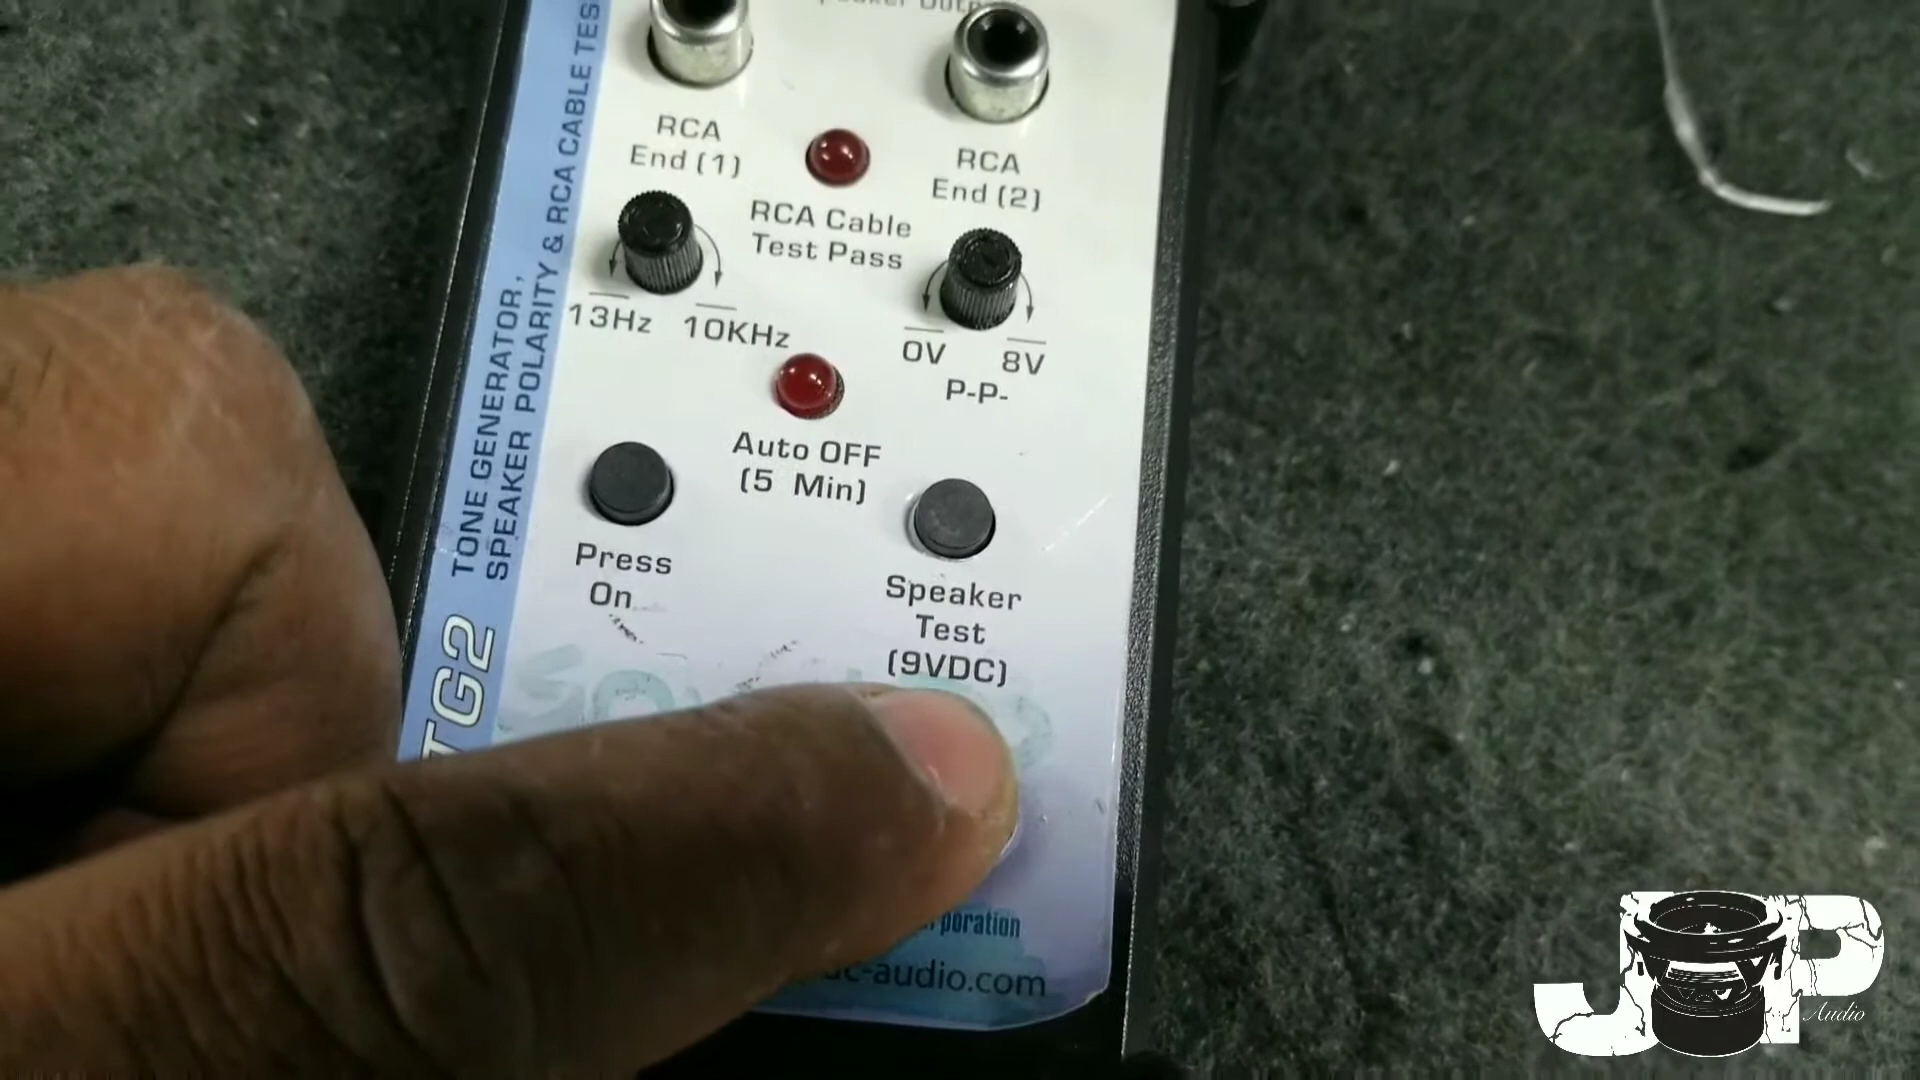 RCA
End (1)
RCA
End (2)
RCA Cable
Test Pass
13Hz 10KHz
0V 8V
P-P-
Auto OFF
(5 Min)
Press
On
Speaker
Test
(9VDC)
TONE GENERATOR,
SPEAKER POLARITY & RCA CABLE TES
TG2
-audio.com
JP
Audio